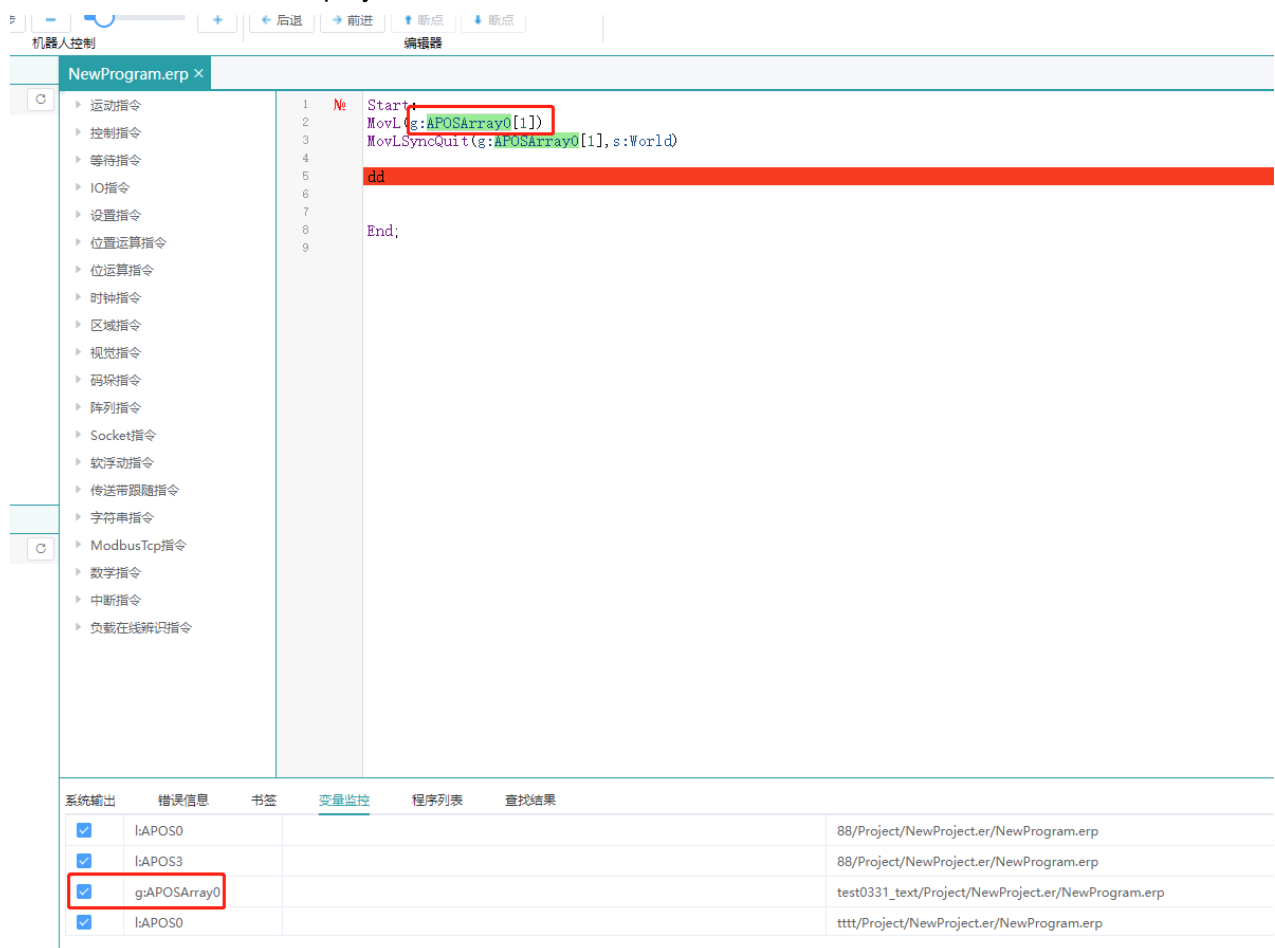 后退 前进 断点 断点
机器人控制 编辑器
NewProgram.erp ×
运动指令
控制指令
等待指令
IO指令
设置指令
位置运算指令
位运算指令
时钟指令
区域指令
视觉指令
码垛指令
阵列指令
Socket指令
软浮动指令
传送带跟随指令
字符串指令
ModbusTcp指令
数学指令
中断指令
负载在线辨识指令
1 № Start;
2 MovL(g:APOSArray0[1])
3 MovLSyncQuit(g:APOSArray0[1],s:World)
4
5 dd
6
7
8 End;
9
系统输出 错误信息 书签 变量监控 程序列表 查找结果
l:APOS0 88/Project/NewProject.er/NewProgram.erp
l:APOS3 88/Project/NewProject.er/NewProgram.erp
g:APOSArray0 test0331_text/Project/NewProject.er/NewProgram.erp
l:APOS0 tttt/Project/NewProject.er/NewProgram.erp